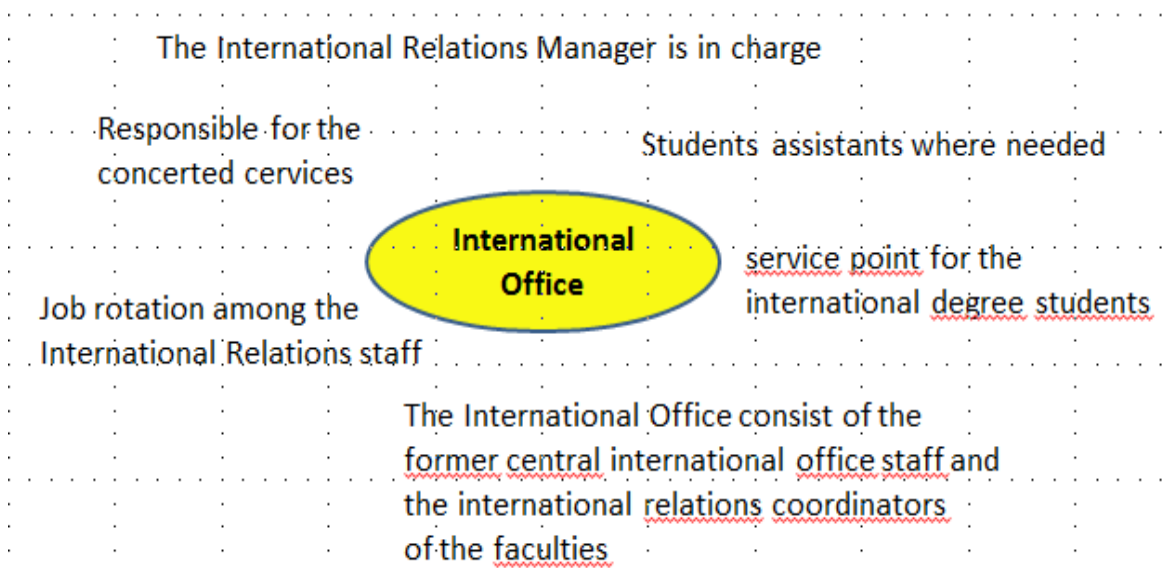 The International Relations Manager is in charge
Responsible for the
concerted cervices
Students assistants where needed
International
Office
service point for the
international degree students
Job rotation among the
International Relations staff
The International Office consist of the
former central international office staff and
the international relations coordinators
of the faculties